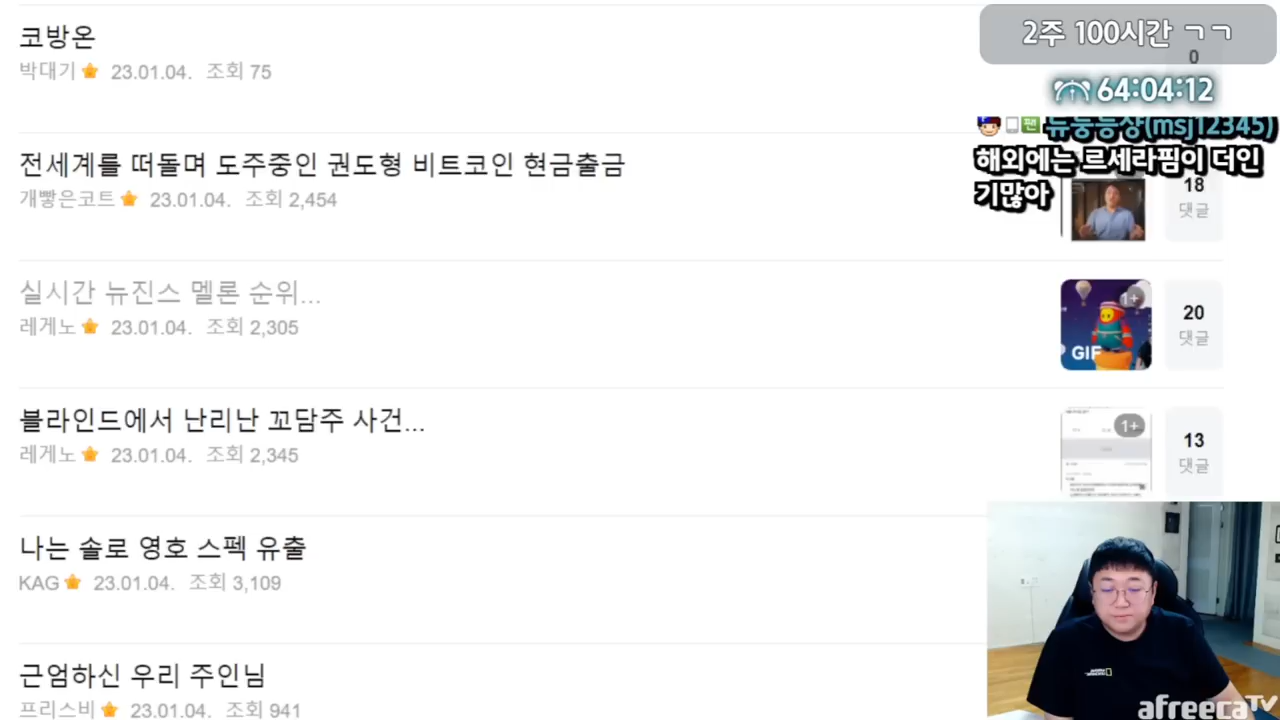 코방온
박대기 23.01.04. 조회 75
0
전세계를 떠돌며 도주중인 권도형 비트코인 현금출금
개빻은코트 23.01.04. 조회 2,454
18
댓글
실시간 뉴진스 멜론 순위...
레게노 23.01.04. 조회 2,305
1+
GIF
20
댓글
블라인드에서 난리난 꼬담주 사건...
레게노 23.01.04. 조회 2,345
1+
13
댓글
나는 솔로 영호 스펙 유출
KAG 23.01.04. 조회 3,109
근엄하신 우리 주인님
프리스비 23.01.04. 조회 941
2주 100시간 ㄱㄱ
64:04:12
팬 뉴둥등장(msj12345)
해외에는 르세라핌이 더인
기많아
afreecaTV